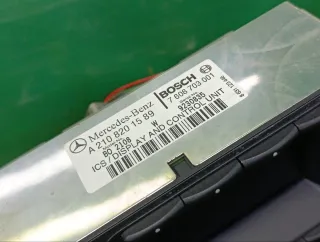 Mercedes-Benz
A 210 820 15 89
BOSCH
7 608 703 001
ICS / DISPLAY AND CONTROL UNIT